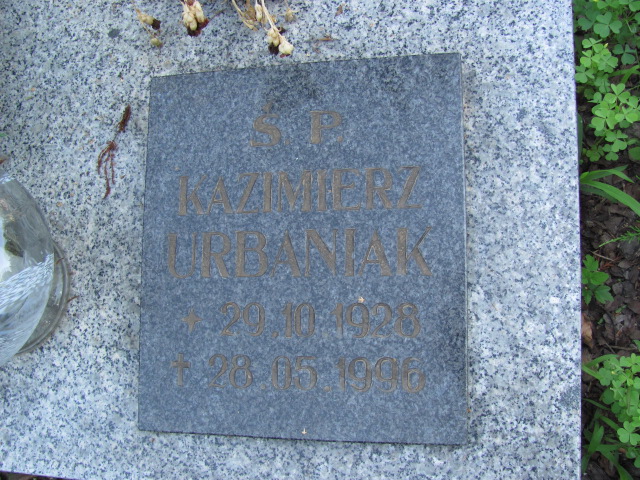 Ś. P.
KAZIMIERZ
URBANIAK
+ 29.10.1928
† 28.05.1996